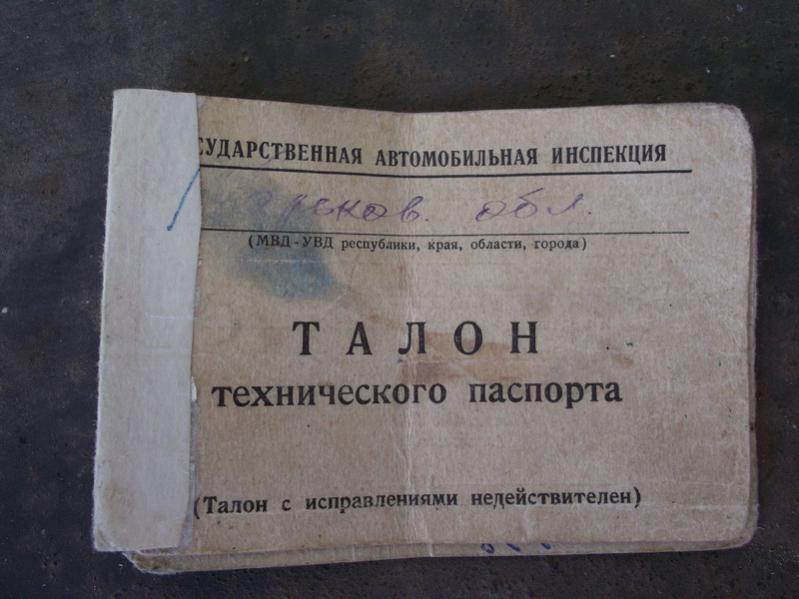 СУДАРСТВЕННАЯ АВТОМОБИЛЬНАЯ ИНСПЕКЦИЯ
обл.
(МВД-УВД республики, края, области, города)
ТАЛОН
технического паспорта
(Талон с исправлениями недействителен)